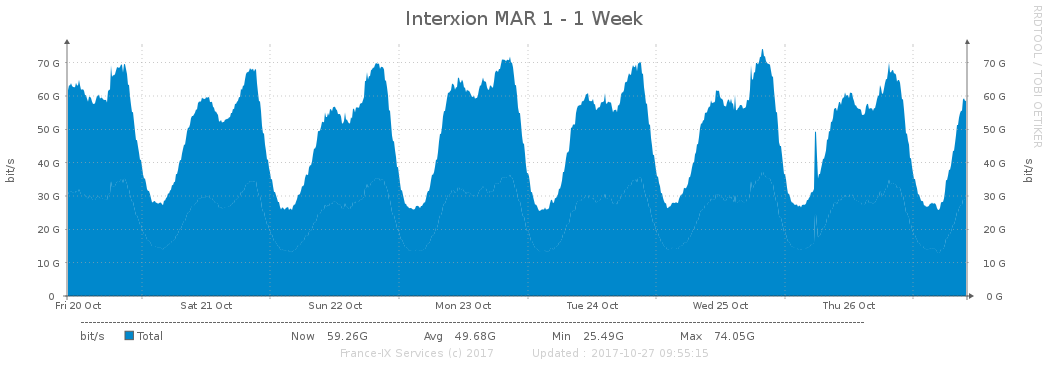 Interxion MAR 1 - 1 Week
RRDTOOL / TOBI OETIKER
bit/s
70 G
60 G
50 G
40 G
30 G
20 G
10 G
0
70 G
60 G
50 G
40 G
30 G
20 G
10 G
0 G
bit/s
Fri 20 Oct Sat 21 Oct Sun 22 Oct Mon 23 Oct Tue 24 Oct Wed 25 Oct Thu 26 Oct
bit/s Total Now 59.26G Avg 49.68G Min 25.49G Max 74.05G
France-IX Services (c) 2017 Updated : 2017-10-27 09:55:15